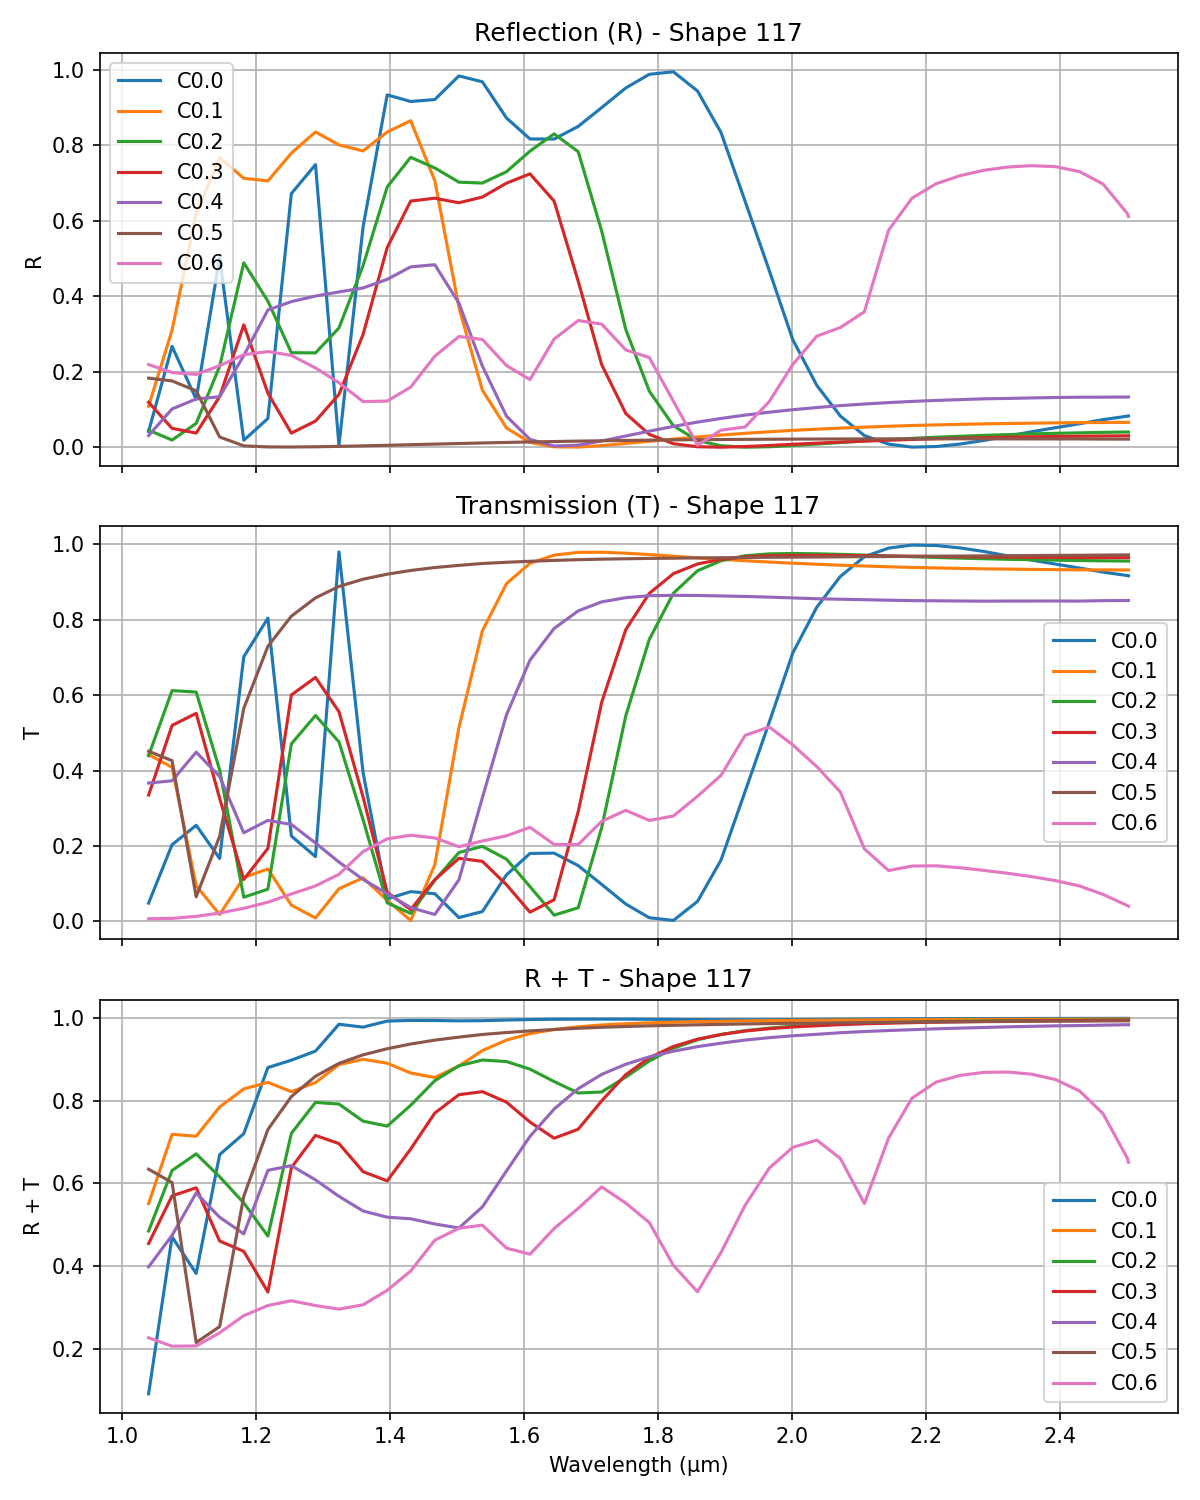 Reflection (R) - Shape 117
1.0
0.8
0.6
0.4
0.2
0.0
R
C0.0
C0.1
C0.2
C0.3
C0.4
C0.5
C0.6
Transmission (T) - Shape 117
1.0
0.8
0.6
0.4
0.2
0.0
T
C0.0
C0.1
C0.2
C0.3
C0.4
C0.5
C0.6
R + T - Shape 117
1.0
0.8
0.6
0.4
0.2
R + T
C0.0
C0.1
C0.2
C0.3
C0.4
C0.5
C0.6
1.0 1.2 1.4 1.6 1.8 2.0 2.2 2.4
Wavelength (μm)